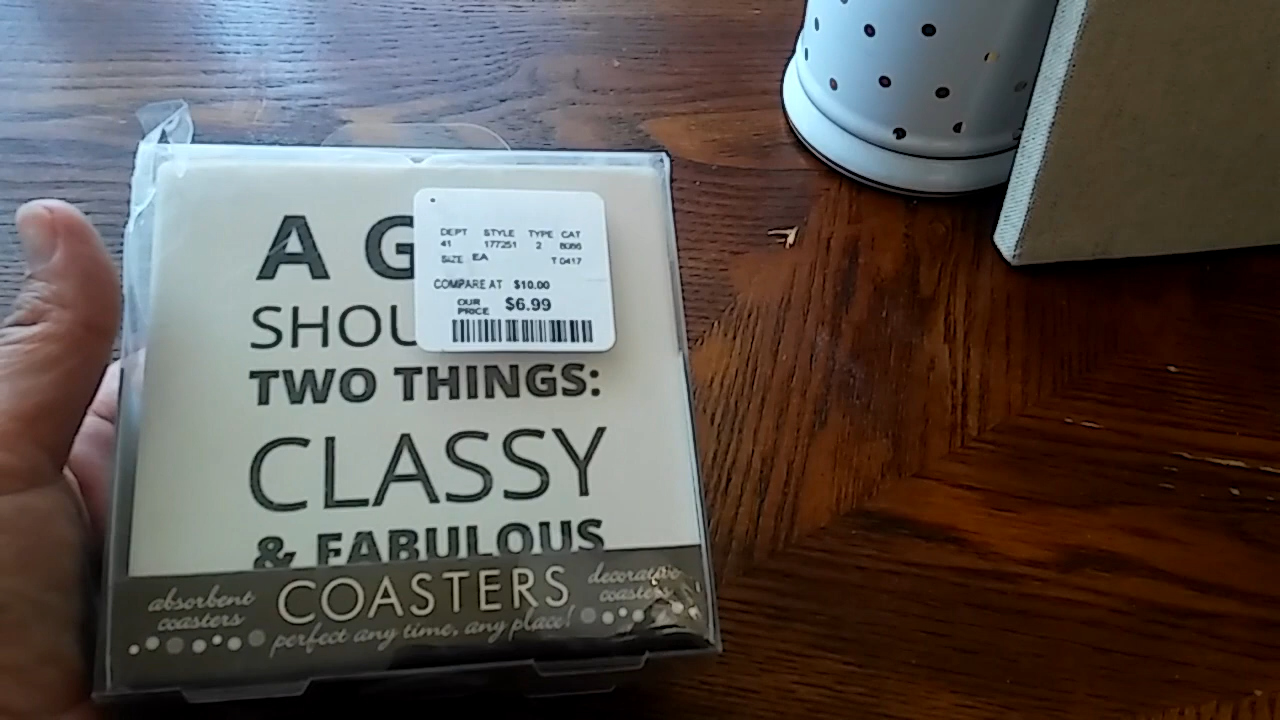 A G
SHOU
DEPT STYLE TYPE CAT
41 177251 2 8086
SIZE EA T 0417
COMPARE AT $10.00
OUR PRICE $6.99
TWO THINGS:
CLASSY
& FABULOUS
absorbent coasters
COASTERS
decorative coasters
perfect any time, any place!